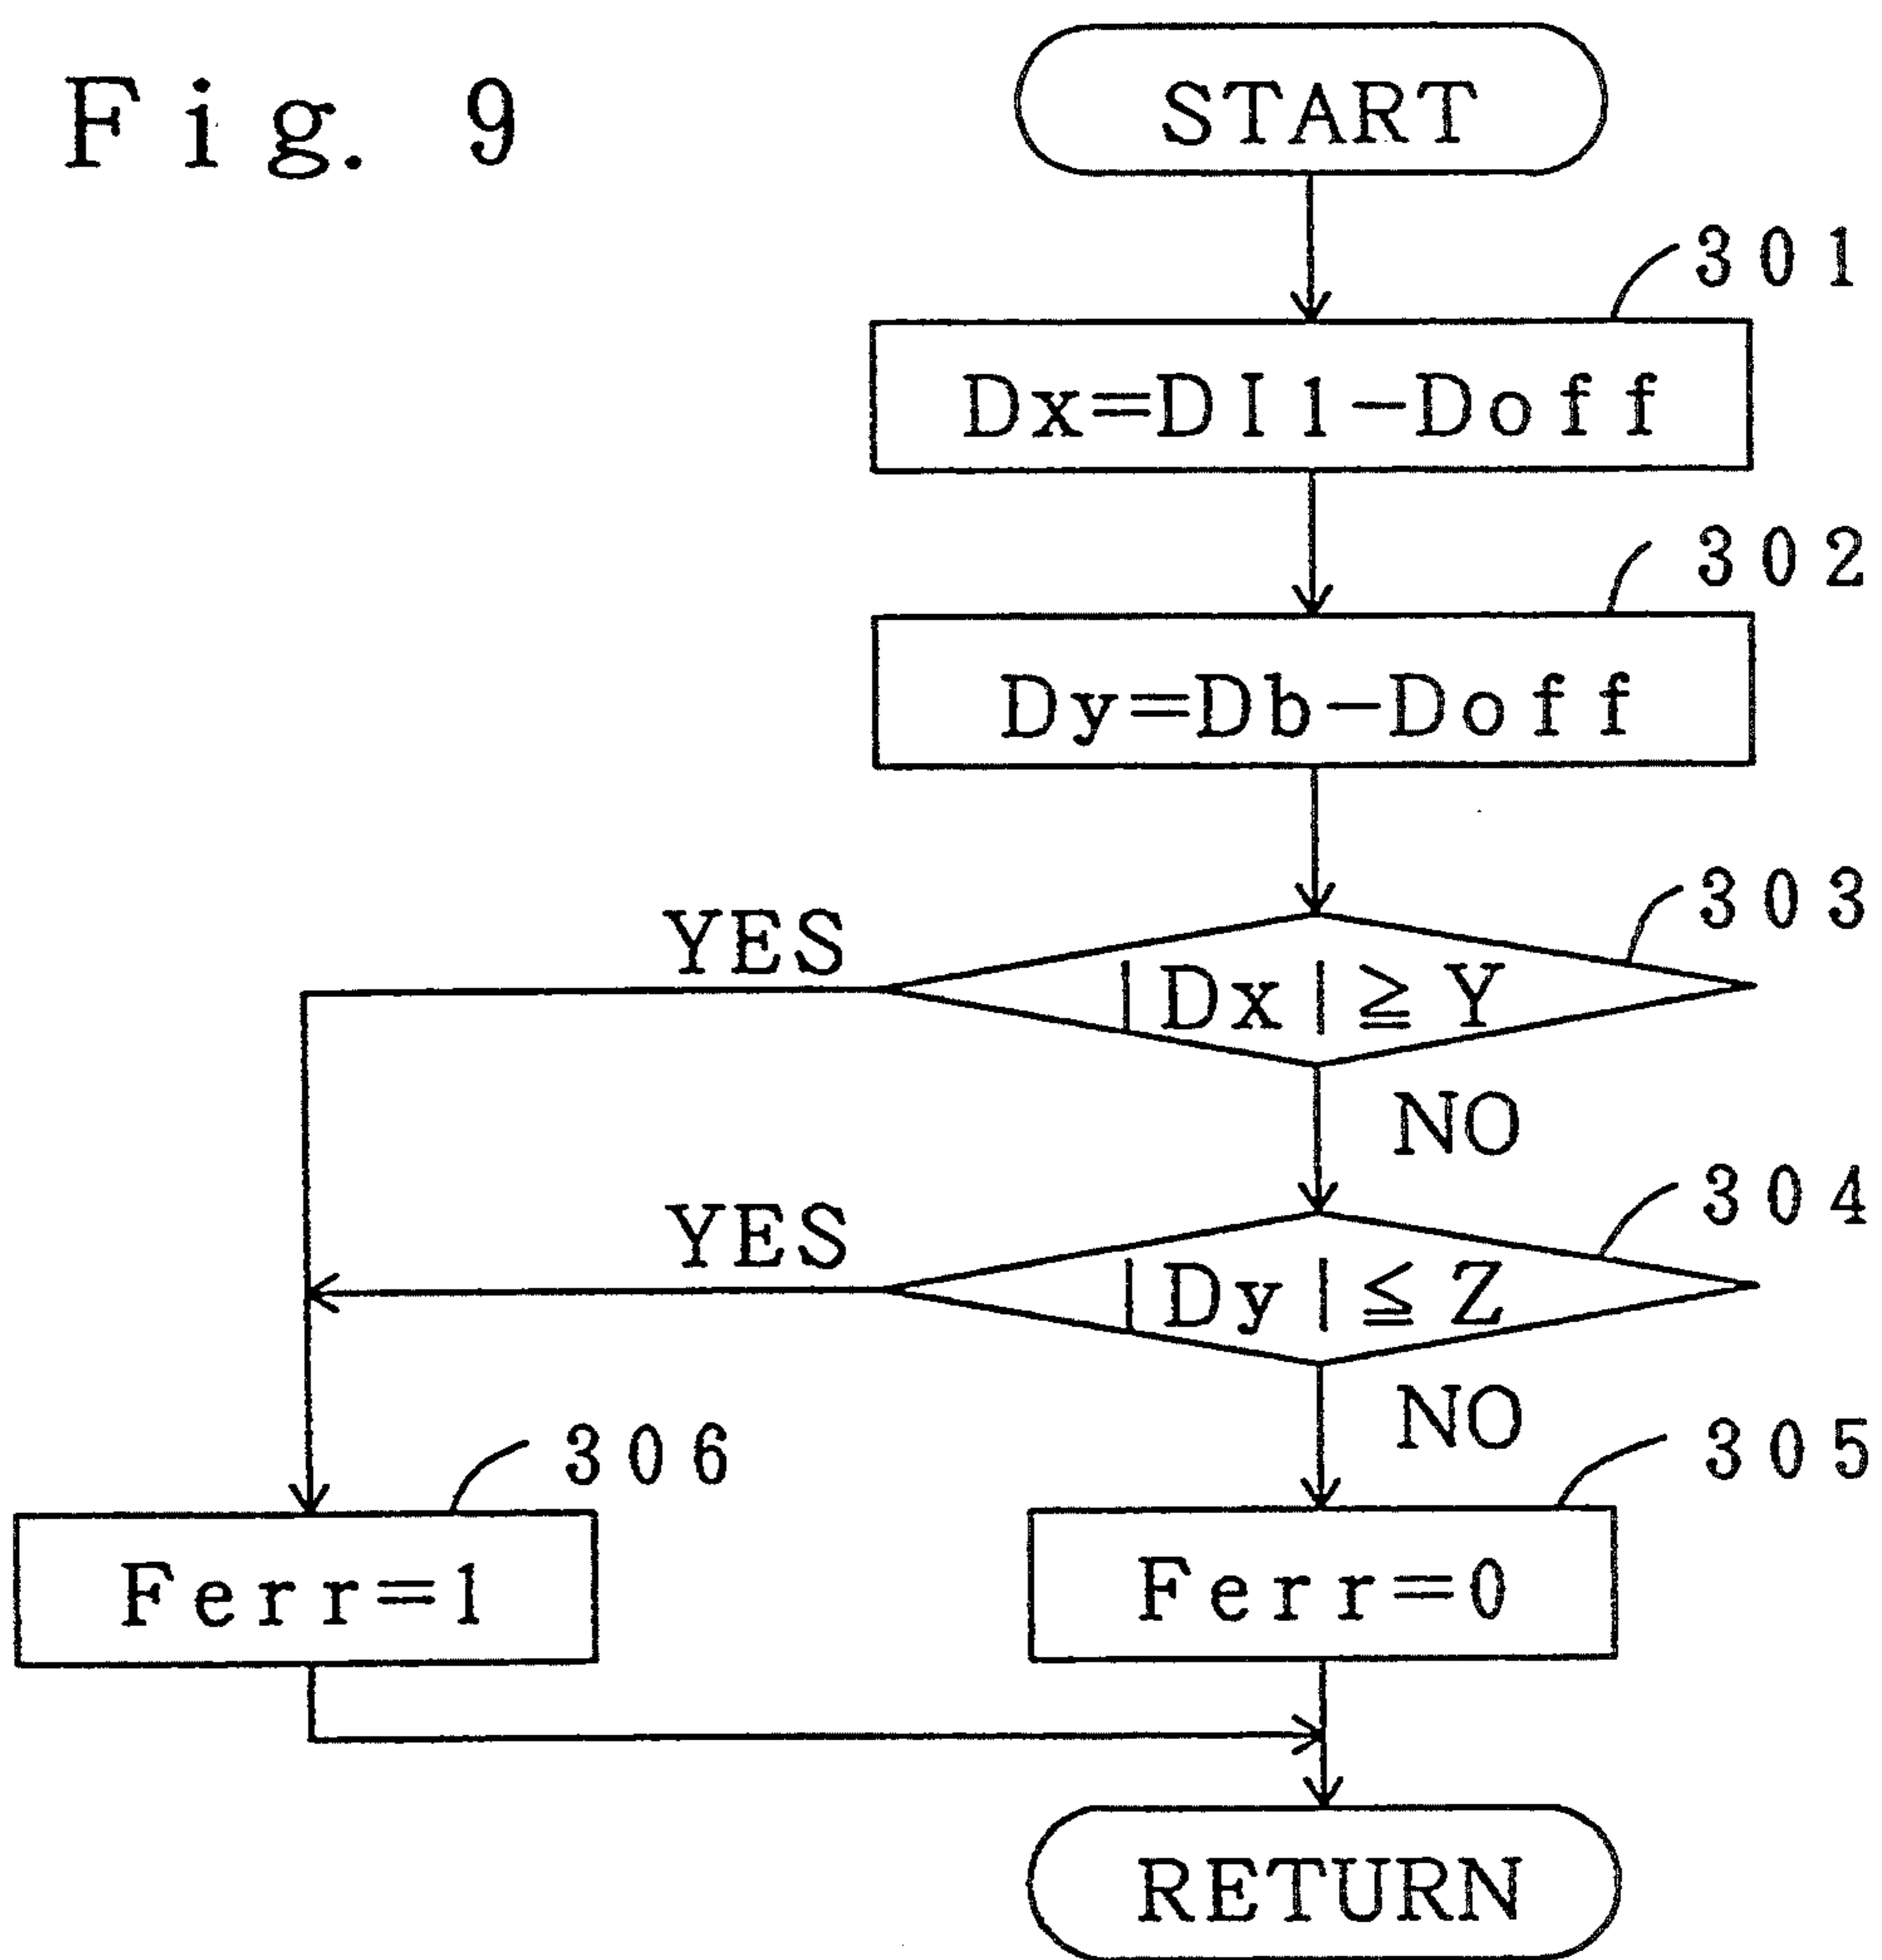 Fig. 9
START
301
Dx=DI1-Doff
302
Dy=Db-Doff
303
YES
|Dx|≧Y
NO
304
YES
|Dy|≦Z
NO
305
306
Ferr=1
Ferr=0
RETURN